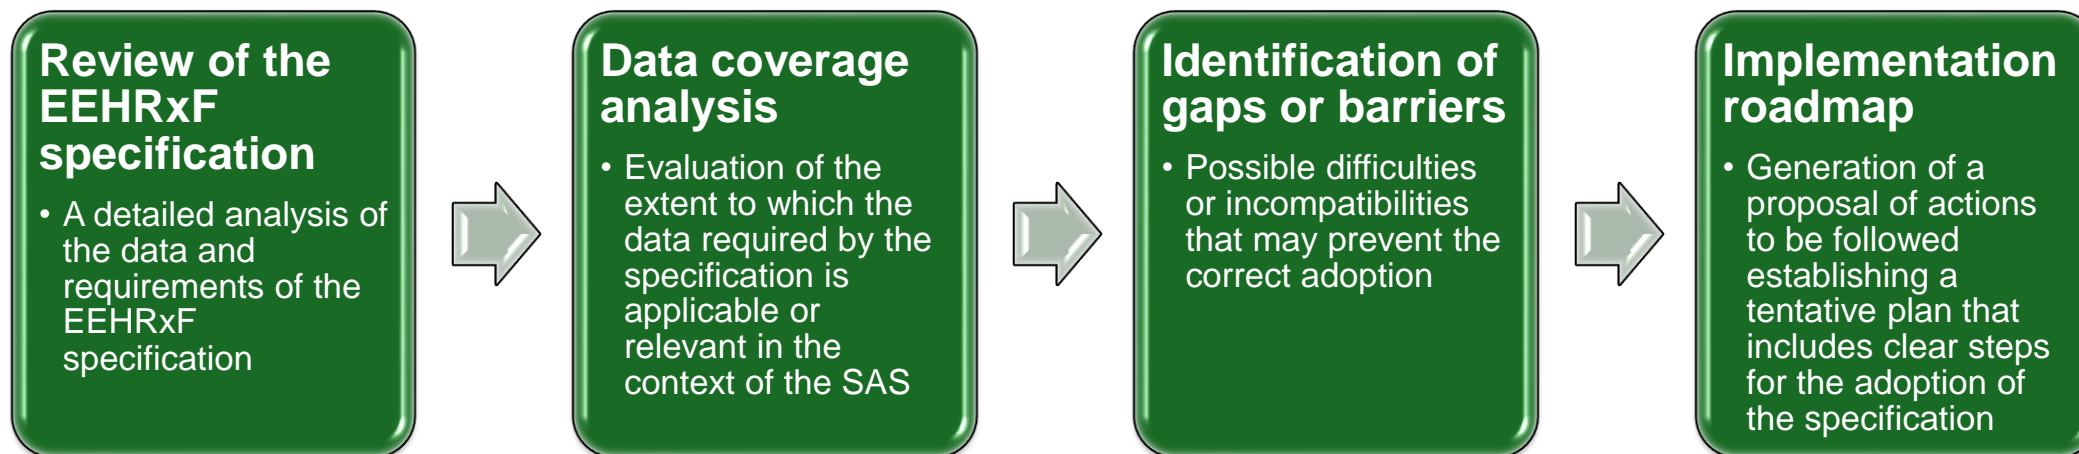 Review of the
EEHRxF
specification
• A detailed analysis of
the data and
requirements of the
EEHRxF
specification
Data coverage
analysis
• Evaluation of the
extent to which the
data required by the
specification is
applicable or
relevant in the
context of the SAS
Identification of
gaps or barriers
• Possible difficulties
or incompatibilities
that may prevent the
correct adoption
Implementation
roadmap
• Generation of a
proposal of actions
to be followed
establishing a
tentative plan that
includes clear steps
for the adoption of
the specification